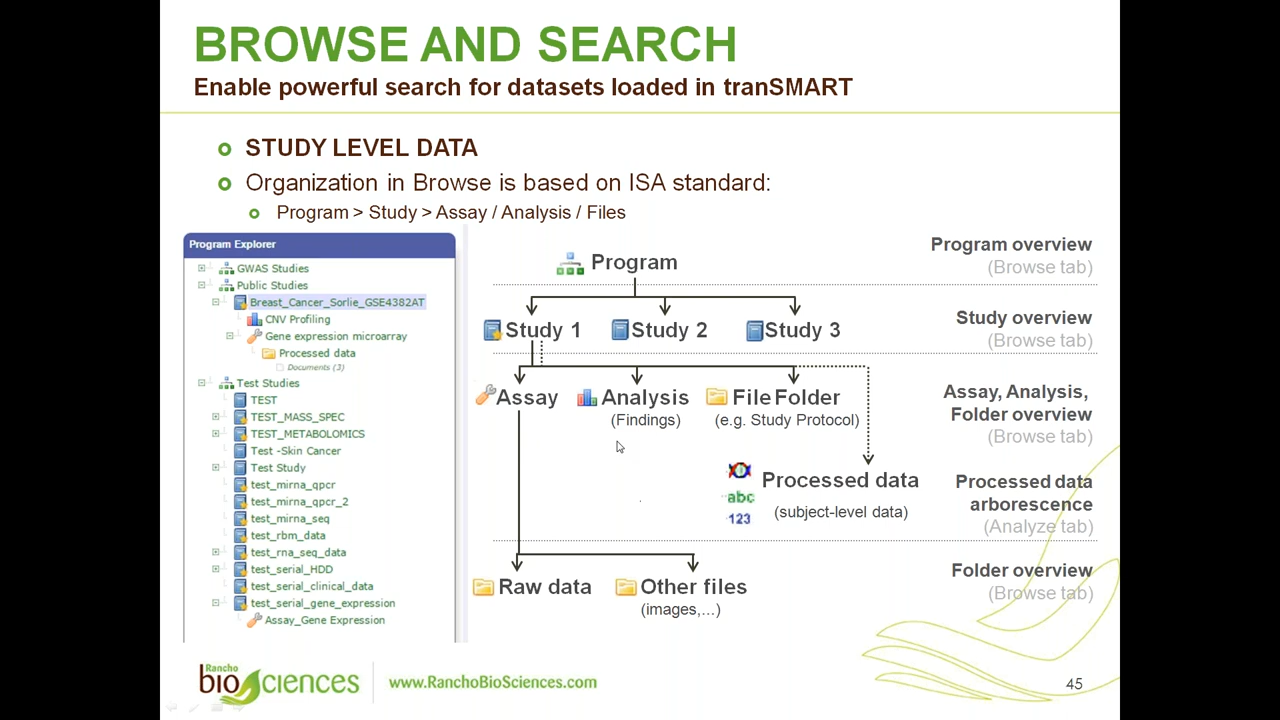 BROWSE AND SEARCH
Enable powerful search for datasets loaded in tranSMART
STUDY LEVEL DATA
Organization in Browse is based on ISA standard:
Program > Study > Assay / Analysis / Files
Program Explorer
GWAS Studies
Public Studies
Breast_Cancer_Sorlie_GSE4382AT
CNV Profiling
Gene expression microarray
Processed data
Documents (3)
Test Studies
TEST
TEST_MASS_SPEC
TEST_METABOLOMICS
Test -Skin Cancer
Test Study
test_mirna_qpcr
test_mirna_qpcr_2
test_mirna_seq
test_rbm_data
test_rna_seq_data
test_serial_HDD
test_serial_clinical_data
test_serial_gene_expression
Assay_Gene Expression
Program
Program overview
(Browse tab)
Study 1 Study 2 Study 3
Study overview
(Browse tab)
Assay Analysis File Folder
(Findings) (e.g. Study Protocol)
Assay, Analysis,
Folder overview
(Browse tab)
abc
123
Processed data
(subject-level data)
Processed data
arborescence
(Analyze tab)
Raw data Other files
(images,...)
Folder overview
(Browse tab)
Rancho
bioSciences
www.RanchoBioSciences.com
45